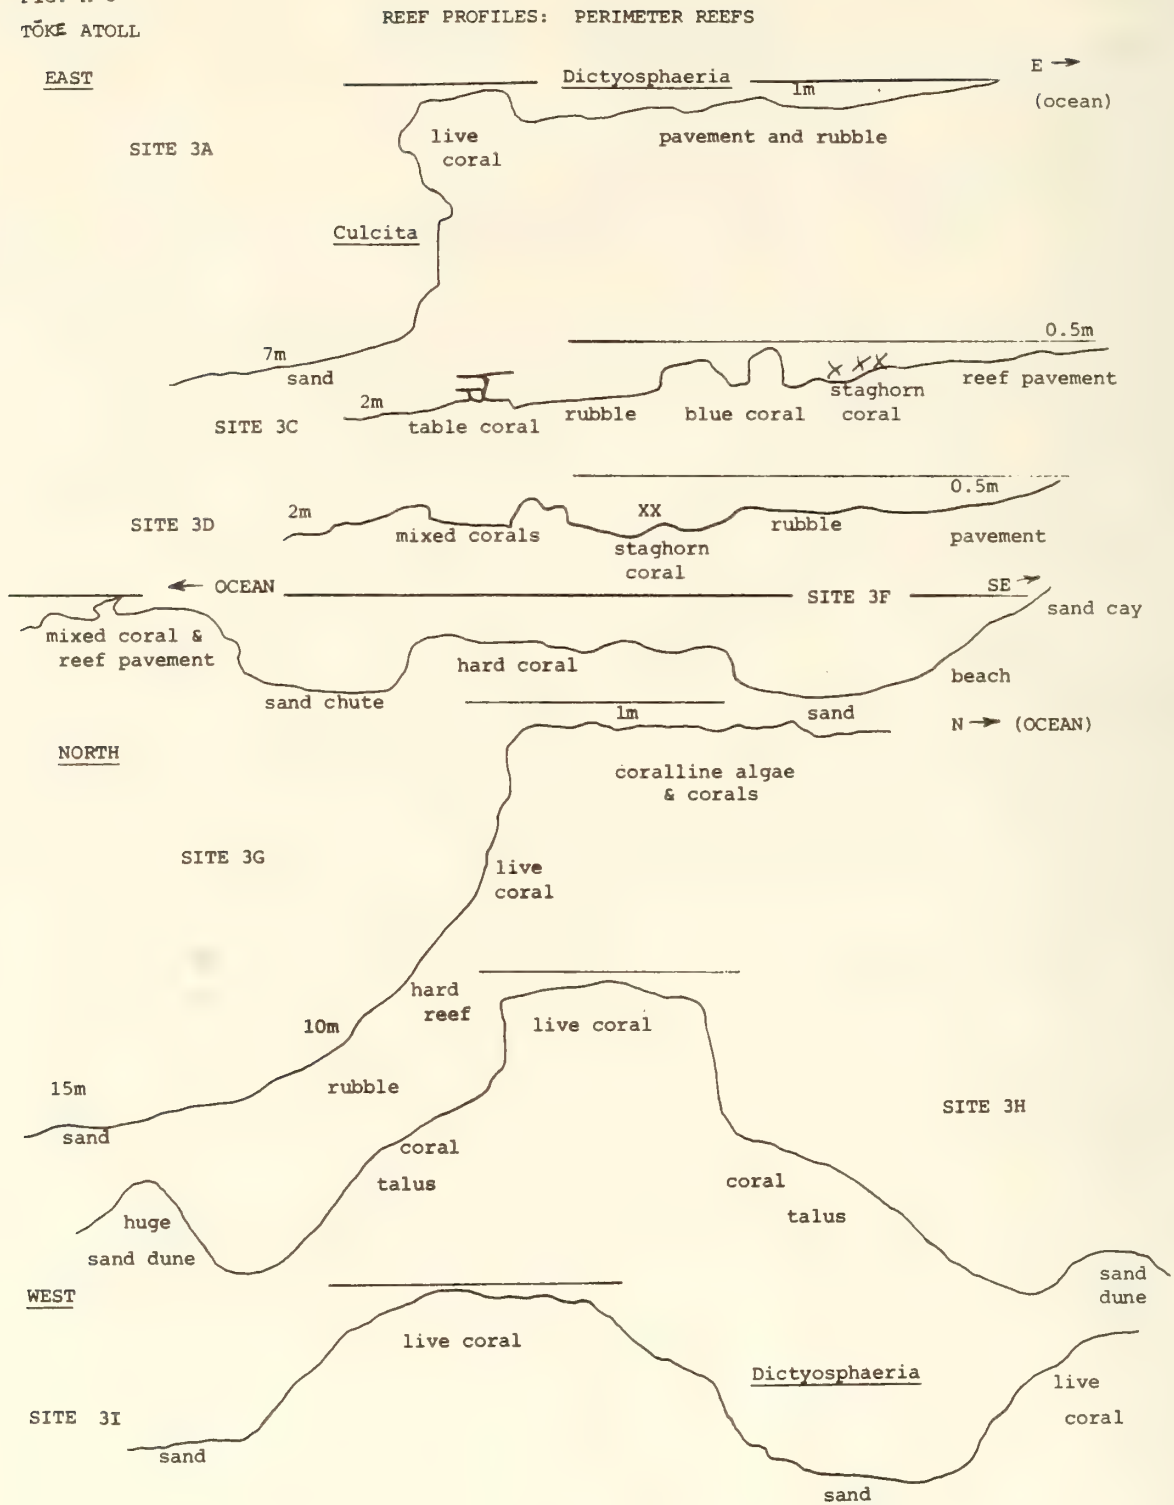 TŌKE ATOLL
REEF PROFILES: PERIMETER REEFS
EAST
Dictyosphaeria
E →
(ocean)
1m
live
coral
pavement and rubble
SITE 3A
Culcita
7m
sand
0.5m
2m
SITE 3C
table coral
rubble
blue coral
staghorn
coral
reef pavement
SITE 3D
2m
mixed corals
XX
staghorn
coral
rubble
0.5m
pavement
← OCEAN
SITE 3F
SE →
sand cay
mixed coral &
reef pavement
hard coral
beach
sand chute
sand
1m
N → (OCEAN)
NORTH
coralline algae
& corals
SITE 3G
live
coral
hard
reef
10m
15m
rubble
sand
live coral
SITE 3H
coral
talus
coral
talus
huge
sand dune
sand
dune
WEST
live coral
Dictyosphaeria
live
coral
SITE 3I
sand
sand